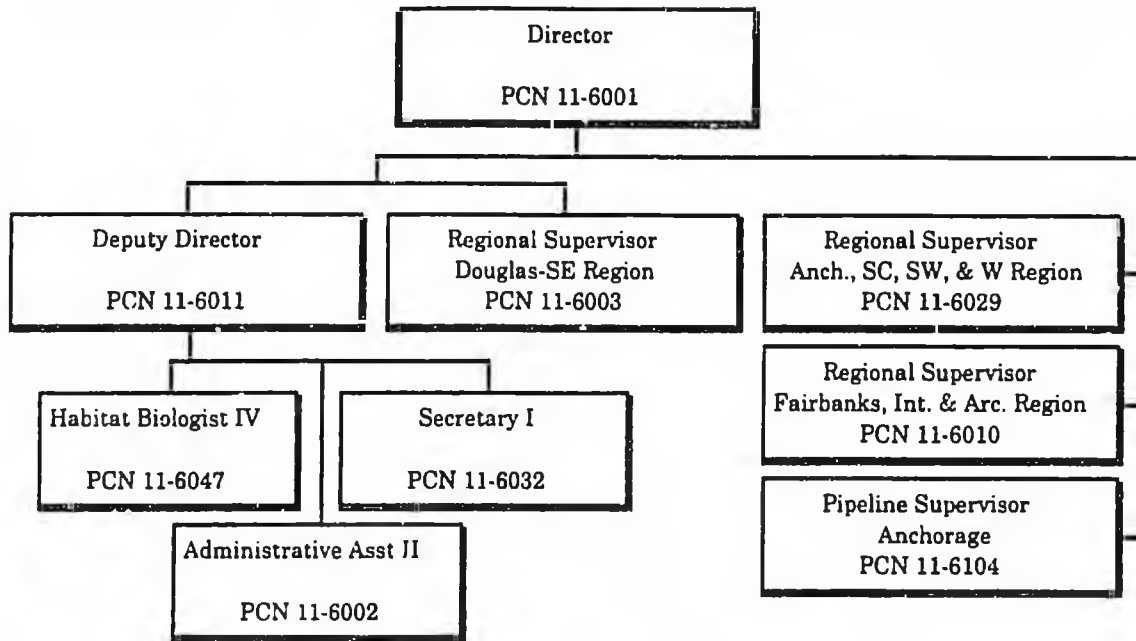 Director
PCN 11-6001
Deputy Director
PCN 11-6011
Regional Supervisor
Douglas-SE Region
PCN 11-6003
Regional Supervisor
Anch., SC, SW, & W Region
PCN 11-6029
Regional Supervisor
Fairbanks, Int. & Arc. Region
PCN 11-6010
Habitat Biologist IV
PCN 11-6047
Secretary I
PCN 11-6032
Pipeline Supervisor
Anchorage
PCN 11-6104
Administrative Asst II
PCN 11-6002